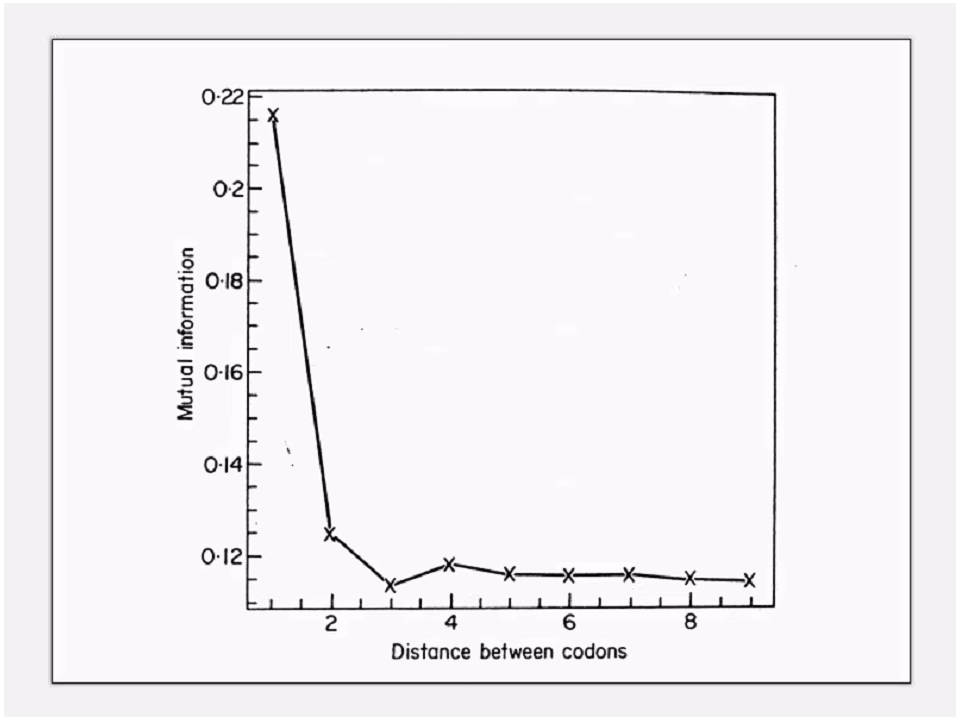 0·22
0·2
0·18
0·16
0·14
0·12
Mutual information
2 4 6 8
Distance between codons